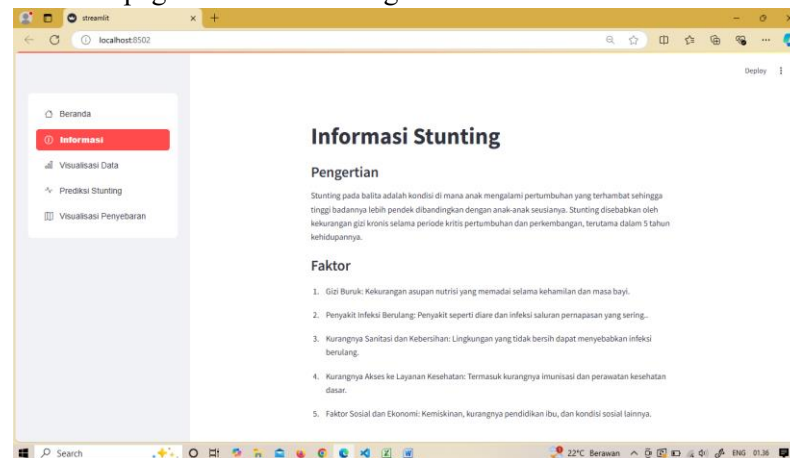 streamlit
localhost:8502
Deploy
Beranda
Informasi
Visualisasi Data
Prediksi Stunting
Visualisasi Penyebaran
Informasi Stunting
Pengertian
Stunting pada balita adalah kondisi di mana anak mengalami pertumbuhan yang terhambat sehingga
tinggi badannya lebih pendek dibandingkan dengan anak-anak seusianya. Stunting disebabkan oleh
kekurangan gizi kronis selama periode kritis pertumbuhan dan perkembangan, terutama dalam 5 tahun
kehidupannya.
Faktor
1. Gizi Buruk: Kekurangan asupan nutrisi yang memadai selama kehamilan dan masa bayi.
2. Penyakit Infeksi Berulang: Penyakit seperti diare dan infeksi saluran pernapasan yang sering..
3. Kurangnya Sanitasi dan Kebersihan: Lingkungan yang tidak bersih dapat menyebabkan infeksi
berulang.
4. Kurangnya Akses ke Layanan Kesehatan: Termasuk kurangnya imunisasi dan perawatan kesehatan
dasar.
5. Faktor Sosial dan Ekonomi: Kemiskinan, kurangnya pendidikan ibu, dan kondisi sosial lainnya.
Search
22°C Berawan
ENG
01.36